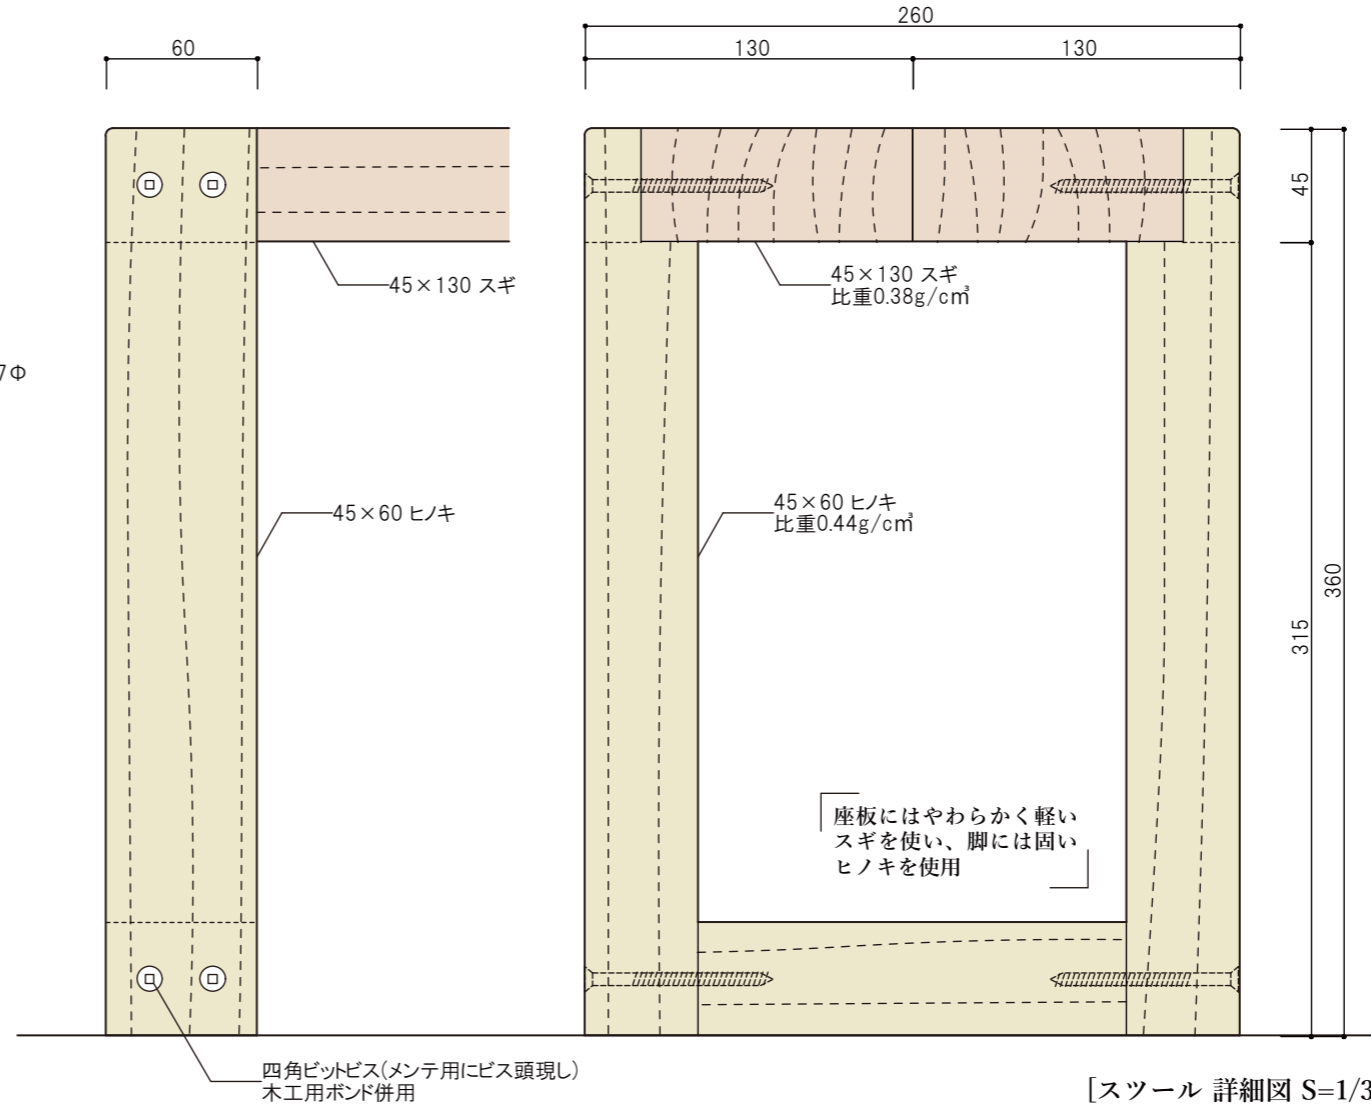 260
60
130
130
45
45×130 スギ
45×130 スギ
比重0.38g/cm³
7Φ
45×60 ヒノキ
45×60 ヒノキ
比重0.44g/cm³
360
315
座板にはやわらかく軽い
スギを使い、脚には固い
ヒノキを使用
四角ビットビス(メンテ用にビス頭現し)
木工用ボンド併用
[スツール 詳細図 S=1/3